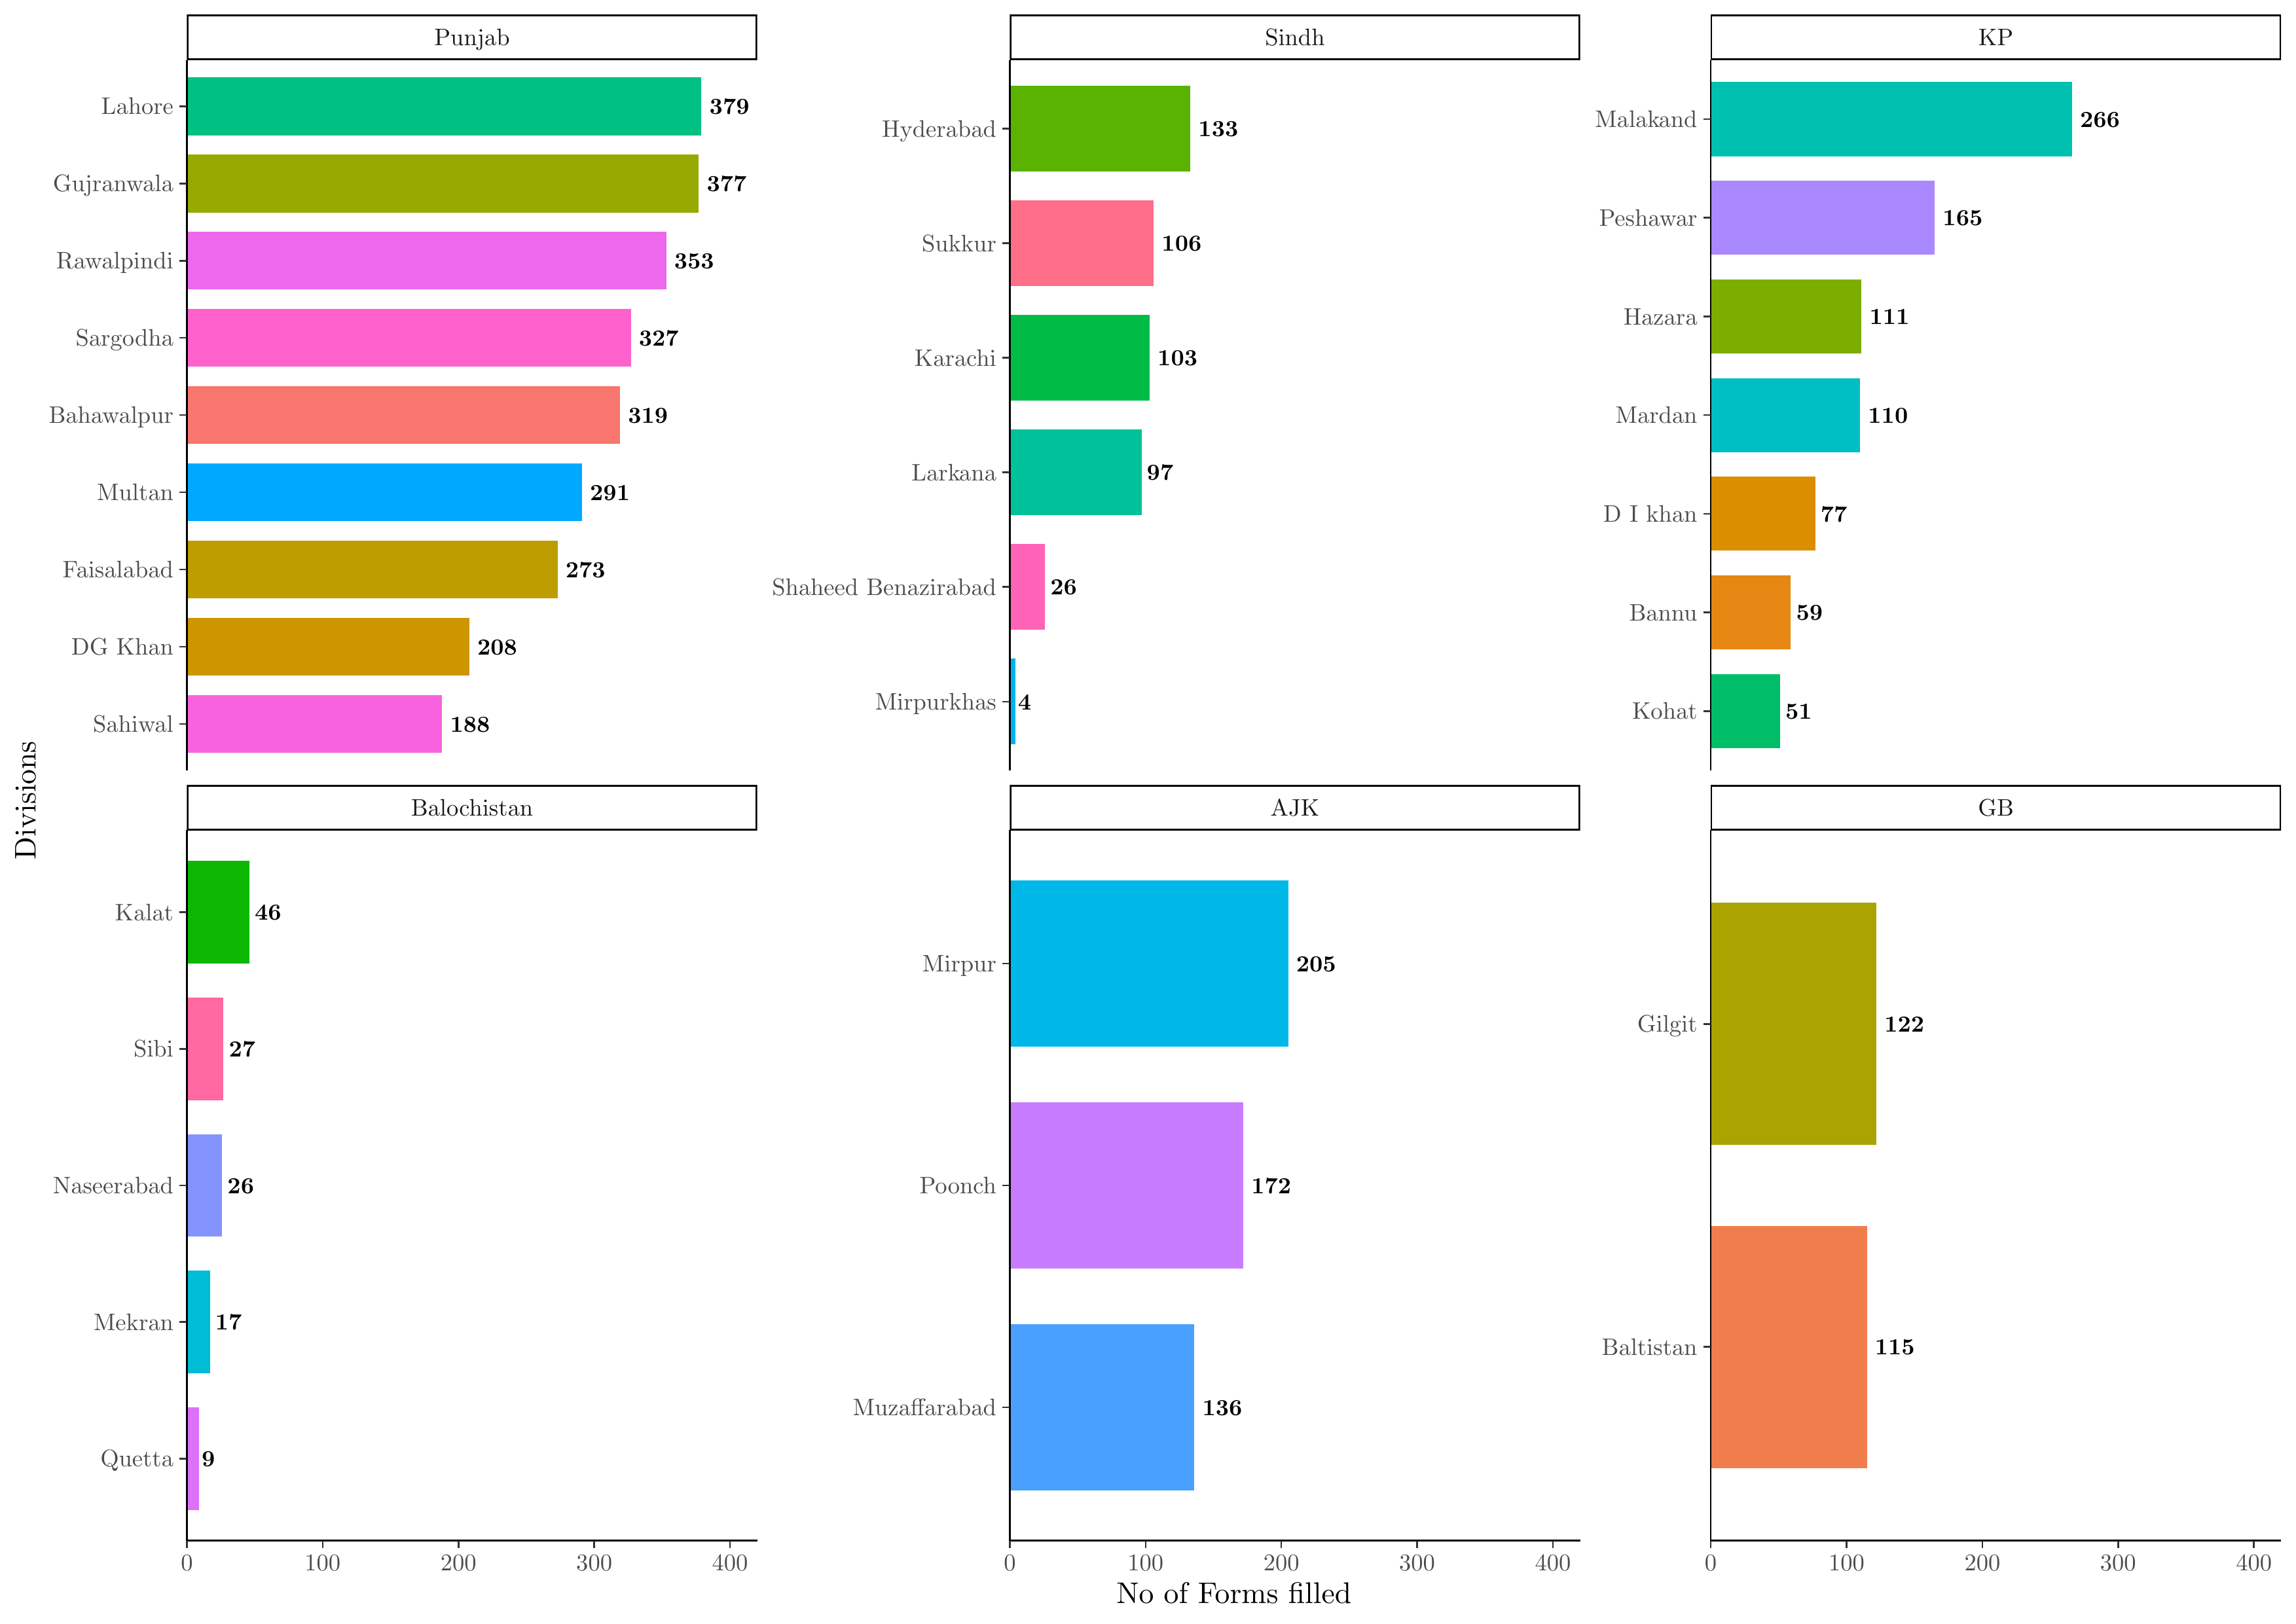 Punjab
Lahore 379
Gujranwala 377
Rawalpindi 353
Sargodha 327
Bahawalpur 319
Multan 291
Faisalabad 273
DG Khan 208
Sahiwal 188
Sindh
Hyderabad 133
Sukkur 106
Karachi 103
Larkana 97
Shaheed Benazirabad 26
Mirpurkhas 4
KP
Malakand 266
Peshawar 165
Hazara 111
Mardan 110
D I khan 77
Bannu 59
Kohat 51
Divisions
Balochistan
Kalat 46
Sibi 27
Naseerabad 26
Mekran 17
Quetta 9
0 100 200 300 400
AJK
Mirpur 205
Poonch 172
Muzaffarabad 136
0 100 200 300 400
GB
Gilgit 122
Baltistan 115
0 100 200 300 400
No of Forms filled